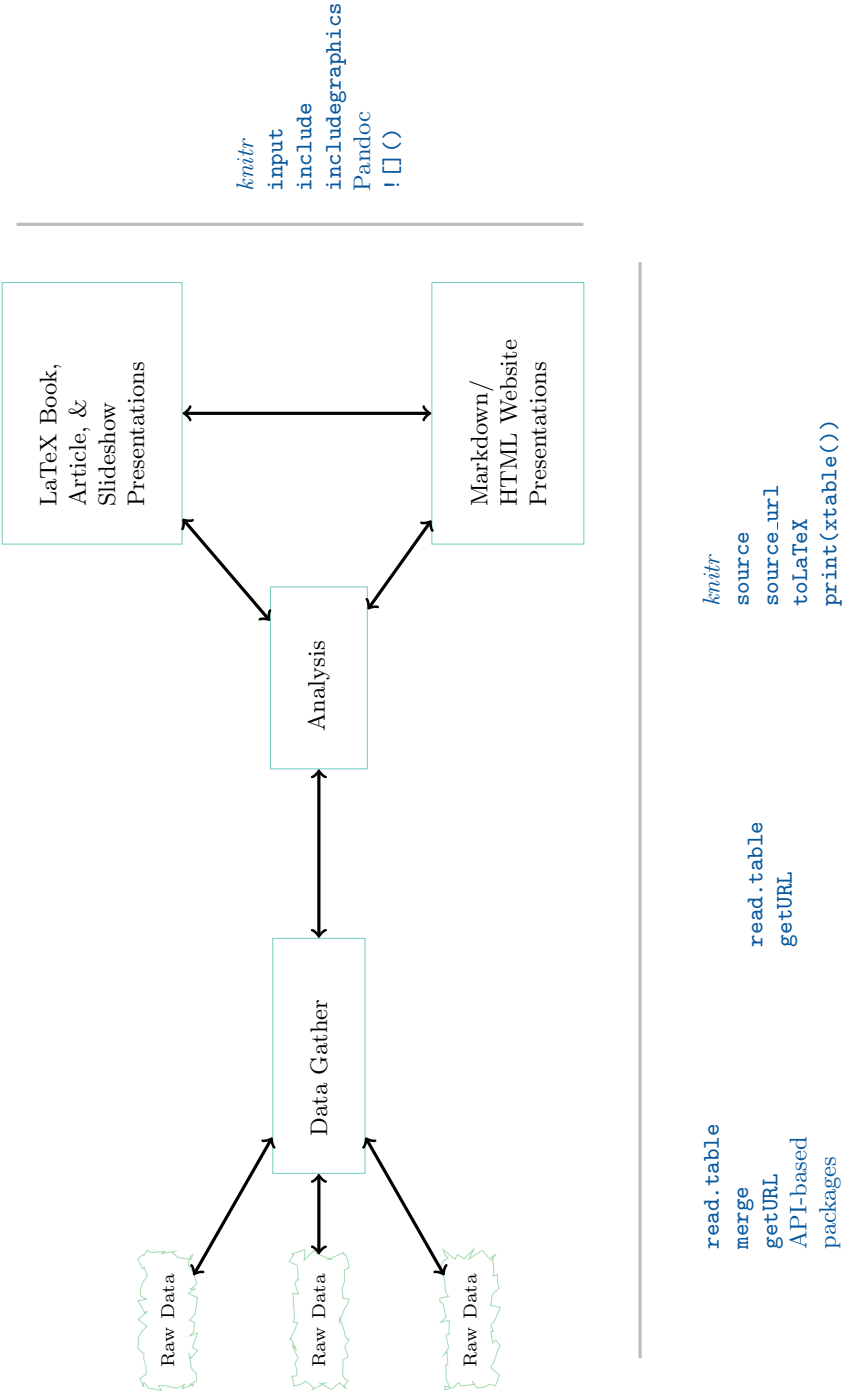 Raw Data
Raw Data
Raw Data
Data Gather
Analysis
LaTeX Book,
Article, &
Slideshow
Presentations
Markdown/
HTML Website
Presentations
knitr
input
include
includegraphics
Pandoc
![]()
read.table
merge
getURL
API-based
packages
read.table
getURL
knitr
source
source_url
toLaTeX
print(xtable())